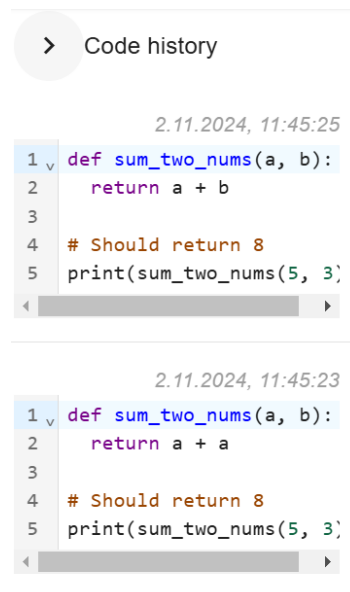 Code history
2.11.2024, 11:45:25
1 def sum_two_nums(a, b):
2   return a + b
3
4 # Should return 8
5 print(sum_two_nums(5, 3)
2.11.2024, 11:45:23
1 def sum_two_nums(a, b):
2   return a + a
3
4 # Should return 8
5 print(sum_two_nums(5, 3)